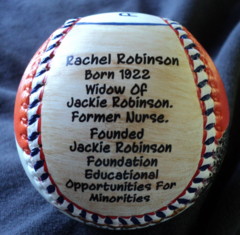 Rachel Robinson
Born 1922
Widow Of
Jackie Robinson.
Former Nurse.
Founded
Jackie Robinson
Foundation
Educational
Opportunities For
Minorities